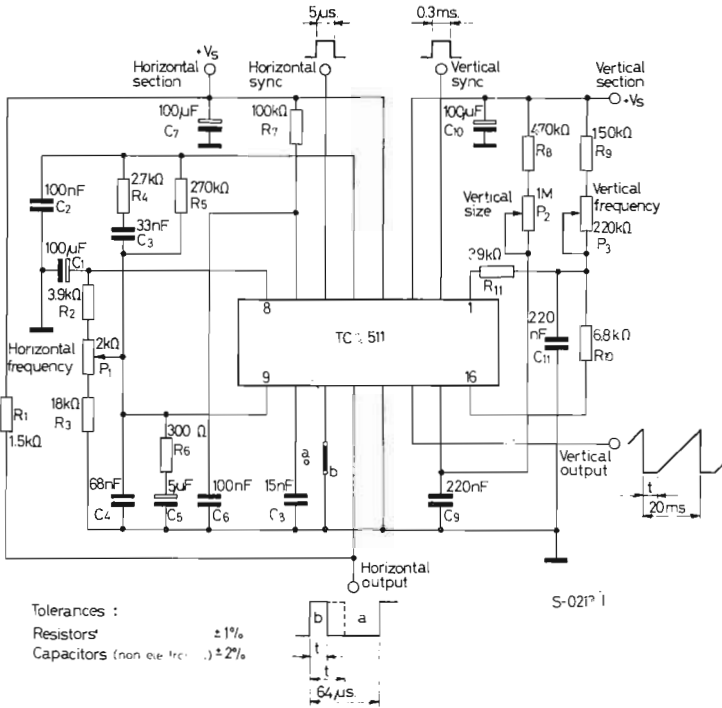 5μs.
0.3ms.
+Vs
Horizontal section
Horizontal sync
Vertical sync
Vertical section
+Vs
100μF
C7
100kΩ
R7
100μF
C10
470kΩ
R8
150kΩ
R9
100nF
C2
2.7kΩ
R4
270kΩ
R5
33nF
C3
Vertical size
1M
P2
Vertical frequency
220kΩ
P3
100μF
C1
3.9kΩ
R2
R11
8
1
220 nF
C11
6.8kΩ
R10
511
Horizontal frequency
2kΩ
P1
9
16
R1
1.5kΩ
18kΩ
R3
300 Ω
R6
a
b
Vertical output
t
20ms
68nF
C4
5μF
C5
100nF
C6
15nF
C3
220nF
C9
Horizontal output
Tolerances :
Resistors ±1%
Capacitors (non ±2%
b
a
t
t
64μs.